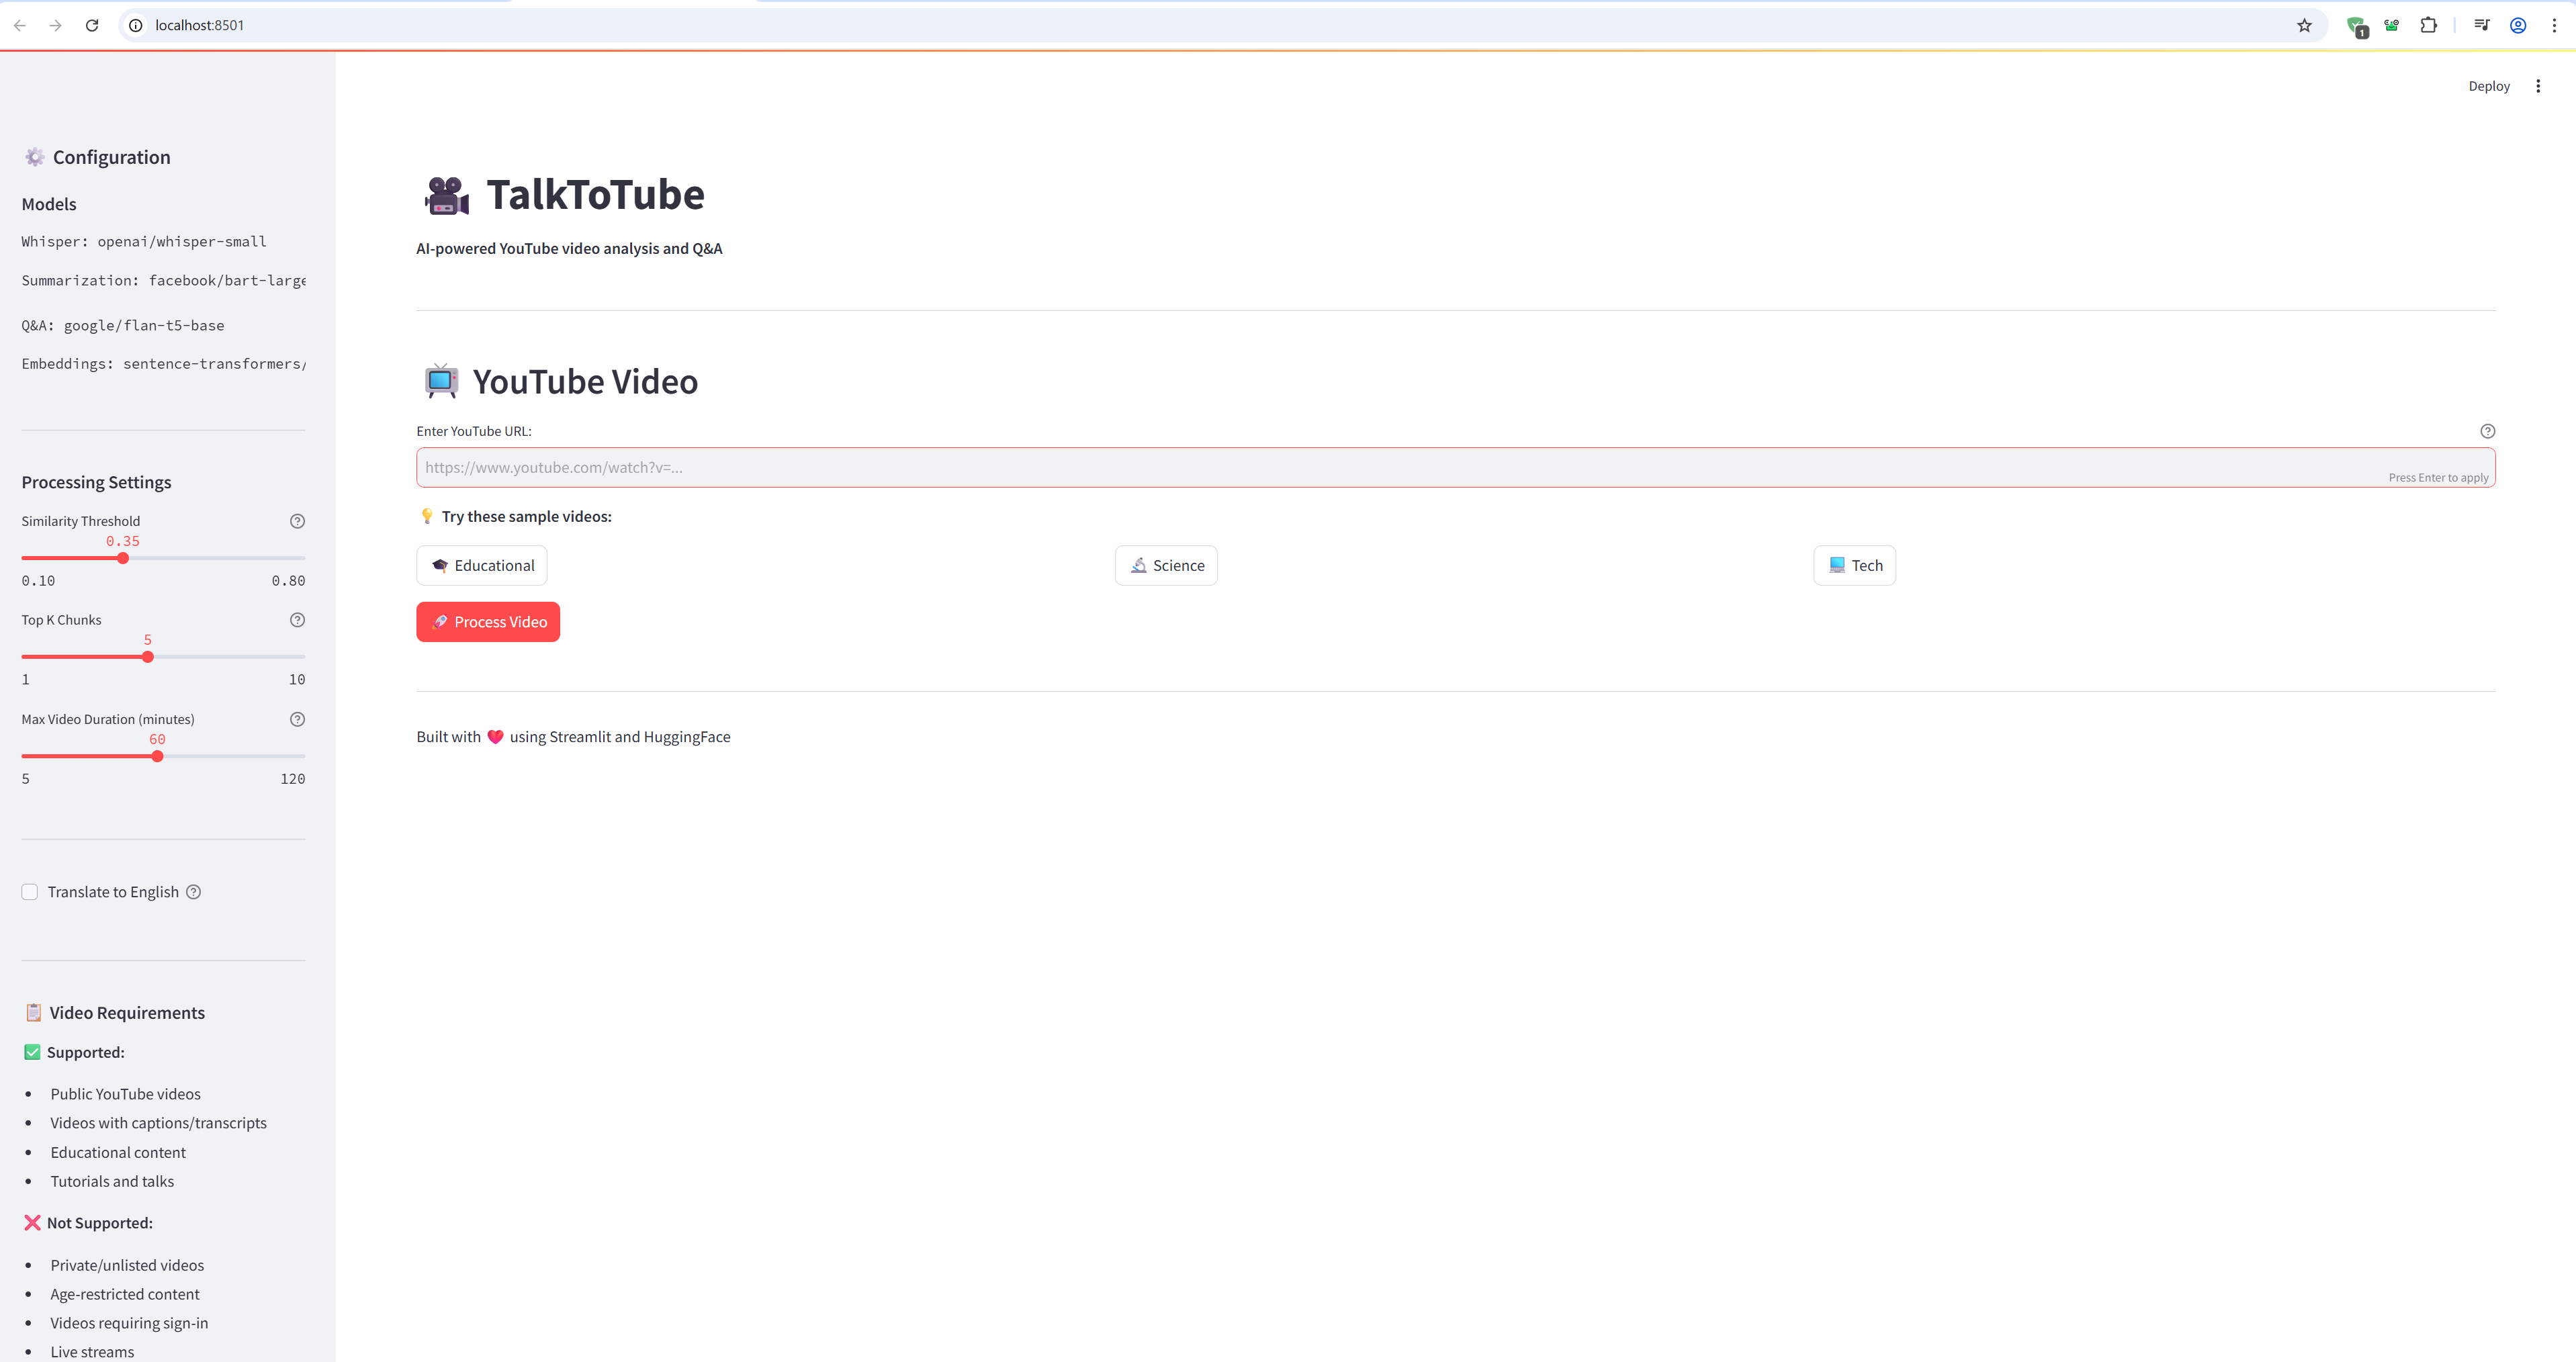 localhost:8501
1
Deploy
Configuration
Models
Whisper: openai/whisper-small
Summarization: facebook/bart-large
Q&A: google/flan-t5-base
Embeddings: sentence-transformers/
Processing Settings
Similarity Threshold
0.35
0.10 0.80
Top K Chunks
5
1 10
Max Video Duration (minutes)
60
5 120
Translate to English
Video Requirements
Supported:
Public YouTube videos
Videos with captions/transcripts
Educational content
Tutorials and talks
Not Supported:
Private/unlisted videos
Age-restricted content
Videos requiring sign-in
Live streams
TalkToTube
AI-powered YouTube video analysis and Q&A
YouTube Video
Enter YouTube URL:
https://www.youtube.com/watch?v=...
Press Enter to apply
Try these sample videos:
Educational
Science
Tech
Process Video
Built with ❤️ using Streamlit and HuggingFace